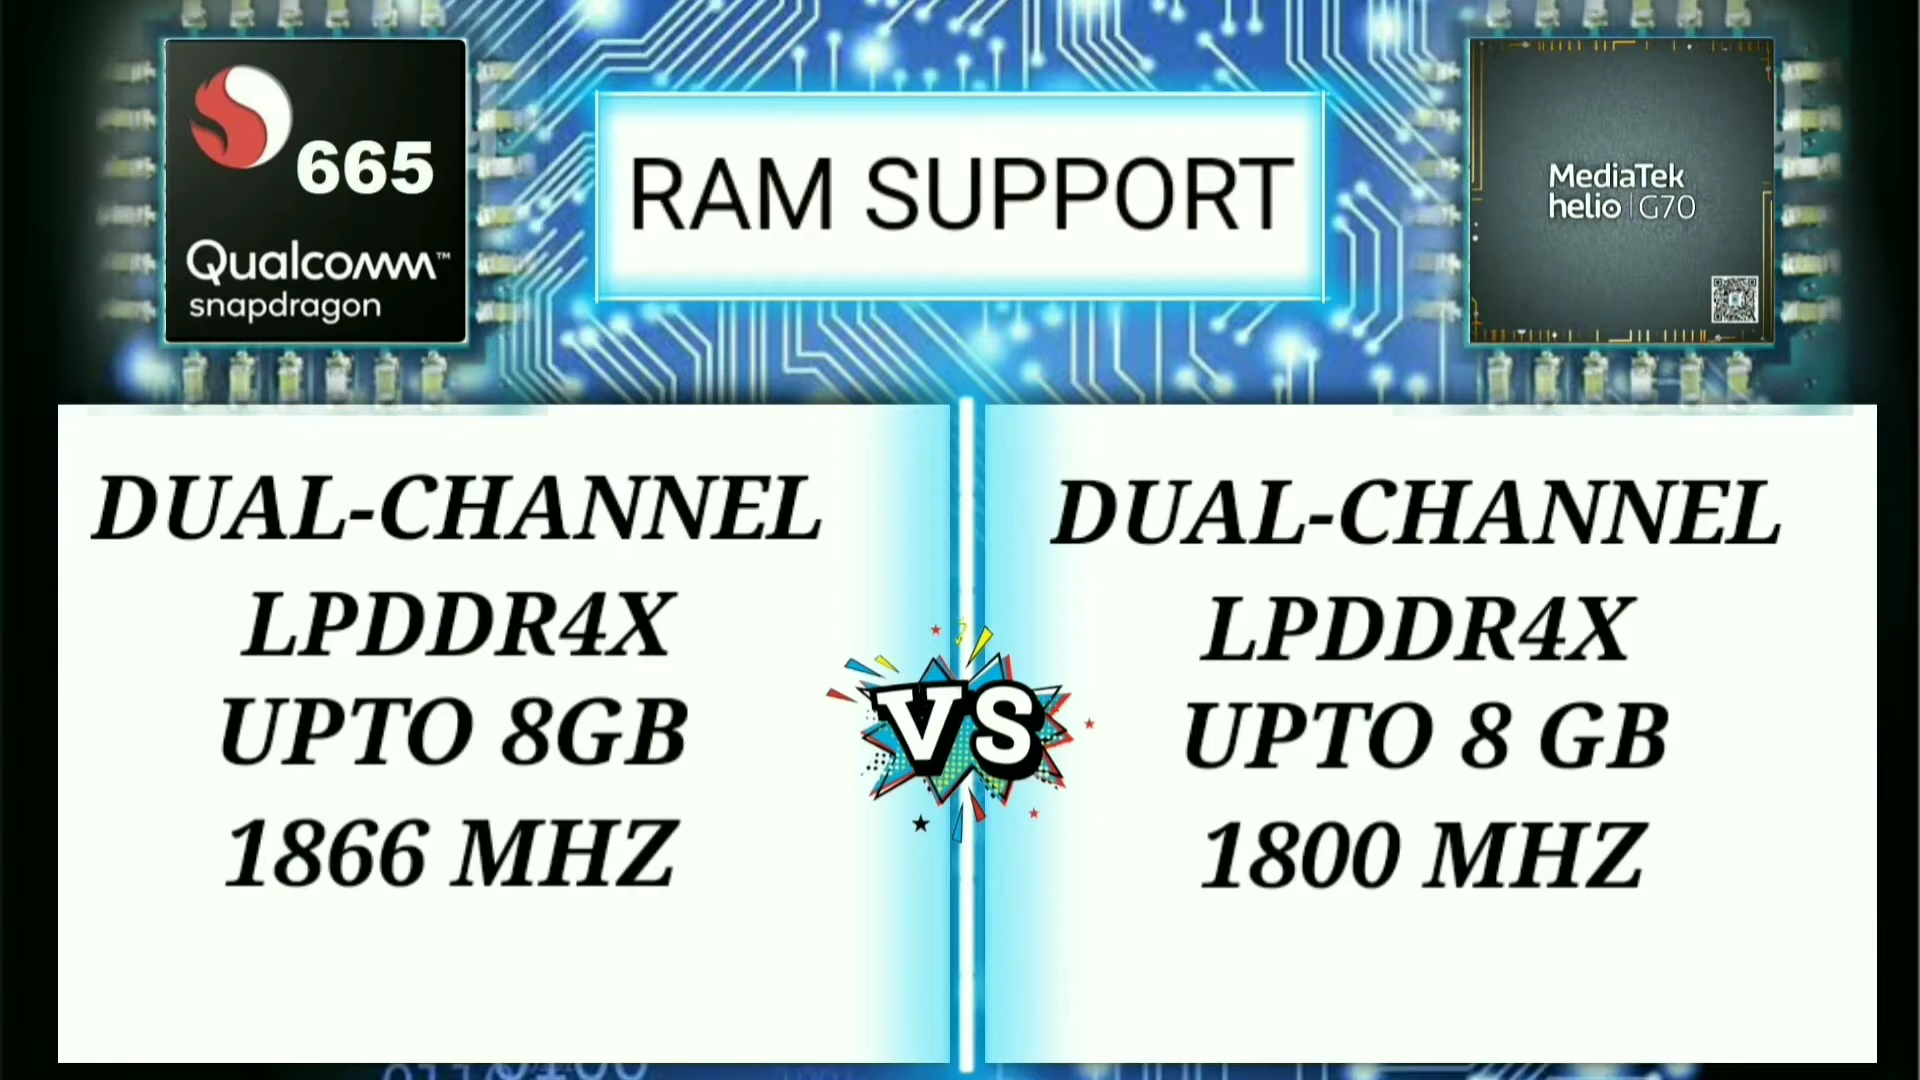 665
Qualcomm™
snapdragon
RAM SUPPORT
MediaTek
helio G70
DUAL-CHANNEL
LPDDR4X
UPTO 8GB
1866 MHZ
VS
DUAL-CHANNEL
LPDDR4X
UPTO 8 GB
1800 MHZ